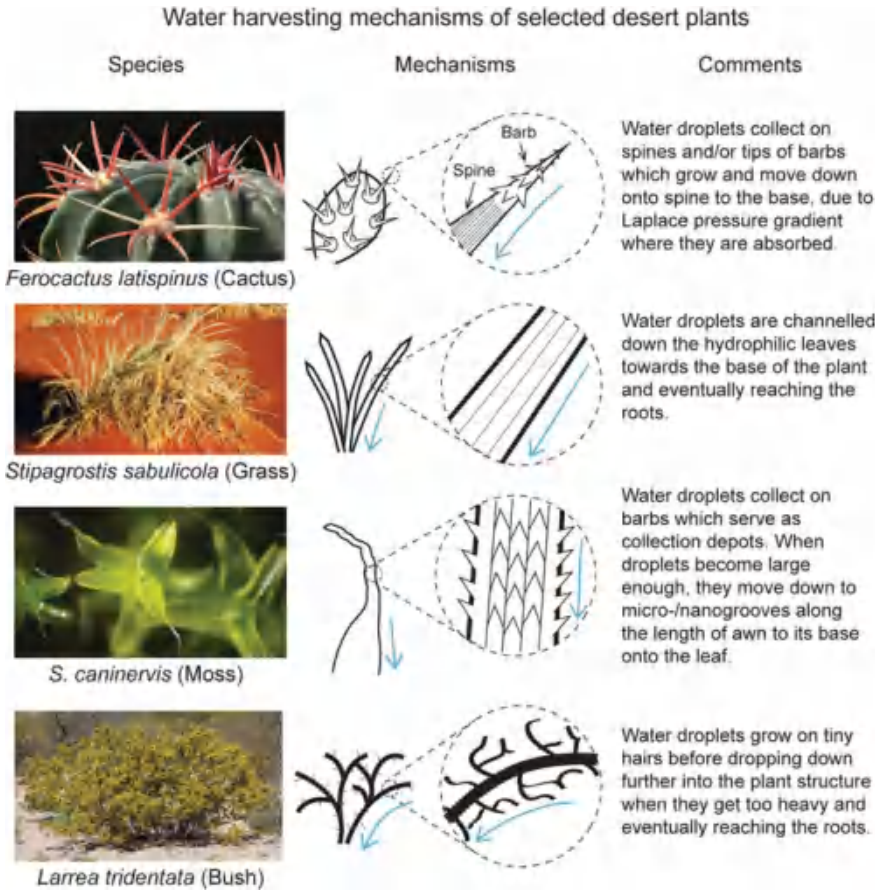 Water harvesting mechanisms of selected desert plants
Species
Mechanisms
Comments
Barb
Spine
Water droplets collect on
spines and/or tips of barbs
which grow and move down
onto spine to the base, due to
Laplace pressure gradient
where they are absorbed.
Ferocactus latispinus (Cactus)
Water droplets are channelled
down the hydrophilic leaves
towards the base of the plant
and eventually reaching the
roots.
Stipagrostis sabulicola (Grass)
Water droplets collect on
barbs which serve as
collection depots. When
droplets become large
enough, they move down to
micro-/nanogrooves along
the length of awn to its base
onto the leaf.
S. caninervis (Moss)
Water droplets grow on tiny
hairs before dropping down
further into the plant structure
when they get too heavy and
eventually reaching the roots.
Larrea tridentata (Bush)